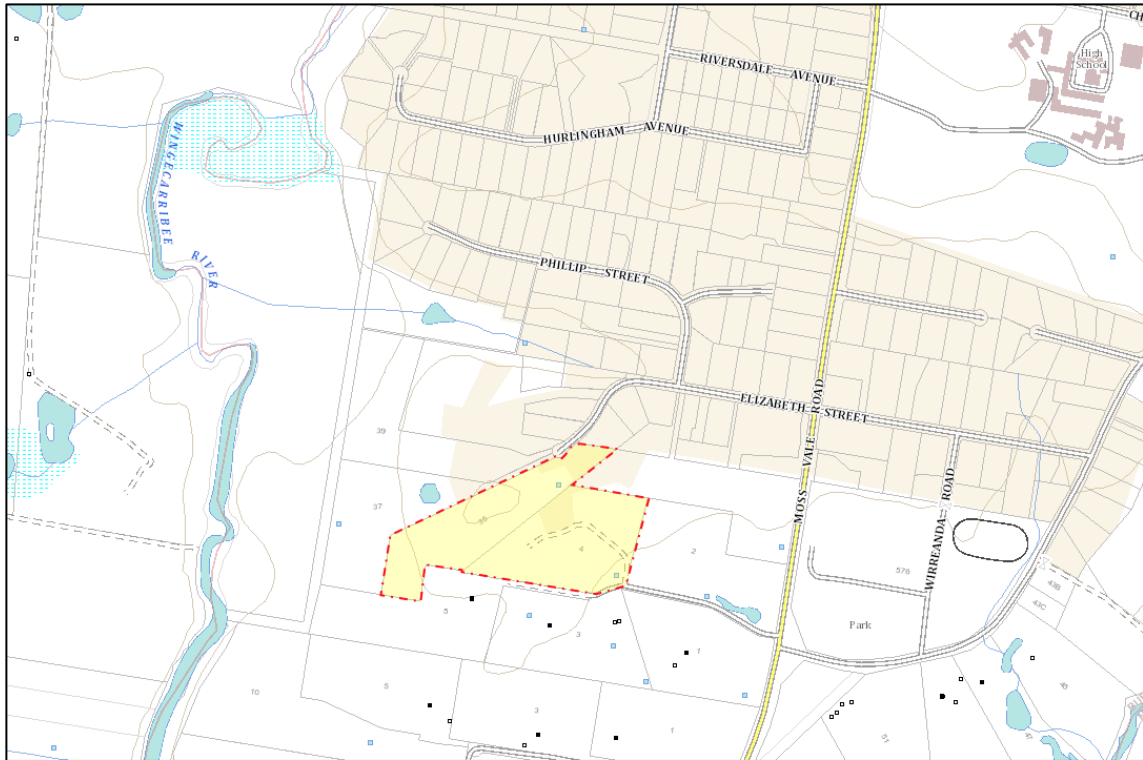 CH
High
School
RIVERSDALE AVENUE
HURLINGHAM AVENUE
WINGECARRIBEE
RIVER
PHILLIP STREET
ELIZABETH STREET
MOSS VALE ROAD
WIRREANDA ROAD
39
37
36
4
2
576
43B
43C
Park
5
3
1
45
10
5
3
1
51
47